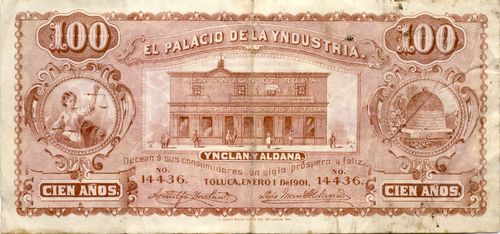 100
100
EL PALACIO DE LA YNDUSTRIA.
YNCLAN Y ALDANA.
Desean á sus consumidores un siglo próspero y feliz.
NO.
14436.
NO.
14436.
TOLUCA, ENERO 1 De 1901.
CIEN AÑOS.
CIEN AÑOS.